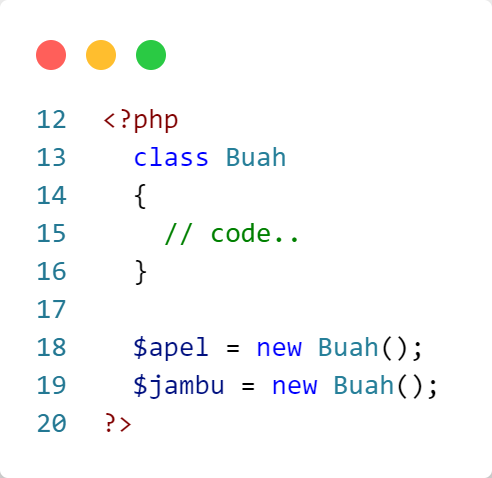 12 <?php
13   class Buah
14   {
15     // code..
16   }
17
18   $apel = new Buah();
19   $jambu = new Buah();
20 ?>